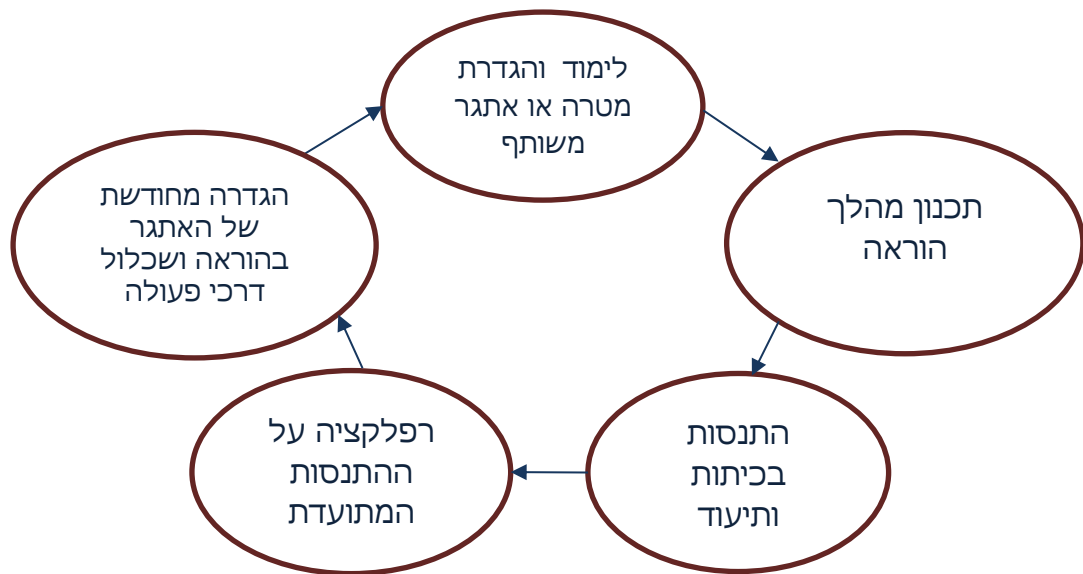 לימוד והגדרת
מטרה או אתגר
משותף
תכנון מהלך
הוראה
התנסות
בכיתות
ותיעוד
רפלקציה על
ההתנסות
המתועדת
הגדרה מחודשת
של האתגר
בהוראה ושכלול
דרכי פעולה